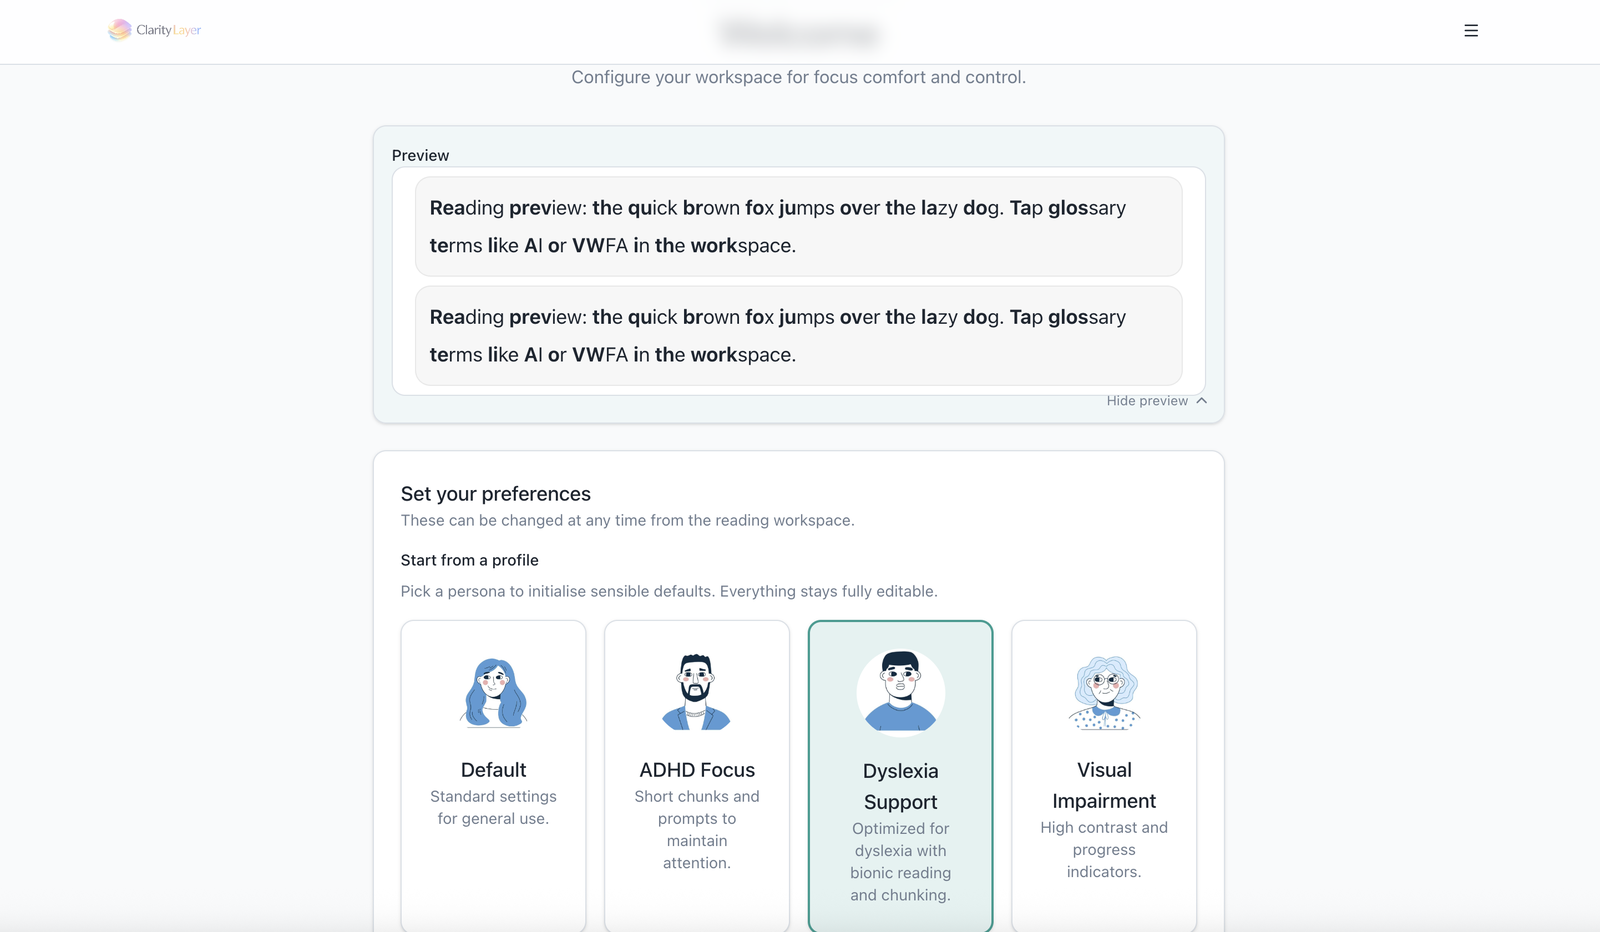 Clarity Layer
Configure your workspace for focus comfort and control.
Preview
Reading preview: the quick brown fox jumps over the lazy dog. Tap glossary
terms like AI or VWFA in the workspace.
Reading preview: the quick brown fox jumps over the lazy dog. Tap glossary
terms like AI or VWFA in the workspace.
Hide preview
Set your preferences
These can be changed at any time from the reading workspace.
Start from a profile
Pick a persona to initialise sensible defaults. Everything stays fully editable.
Default
Standard settings
for general use.
ADHD Focus
Short chunks and
prompts to
maintain
attention.
Dyslexia
Support
Optimized for
dyslexia with
bionic reading
and chunking.
Visual
Impairment
High contrast and
progress
indicators.